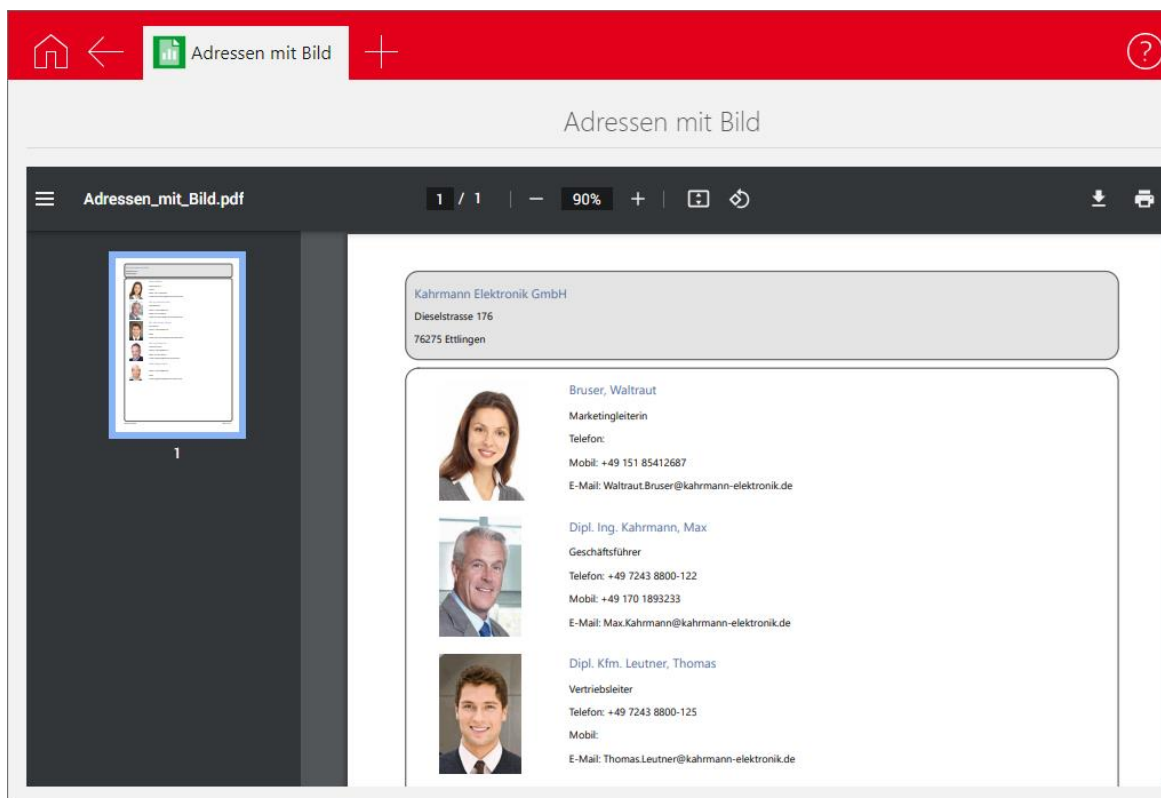 Adressen mit Bild
?
Adressen mit Bild
Adressen_mit_Bild.pdf
1 / 1
90%
1
Kahrmann Elektronik GmbH
Dieselstrasse 176
76275 Ettlingen
Bruser, Waltraut
Marketingleiterin
Telefon:
Mobil: +49 151 85412687
E-Mail: Waltraut.Bruser@kahrmann-elektronik.de
Dipl. Ing. Kahrmann, Max
Geschäftsführer
Telefon: +49 7243 8800-122
Mobil: +49 170 1893233
E-Mail: Max.Kahrmann@kahrmann-elektronik.de
Dipl. Kfm. Leutner, Thomas
Vertriebsleiter
Telefon: +49 7243 8800-125
Mobil:
E-Mail: Thomas.Leutner@kahrmann-elektronik.de